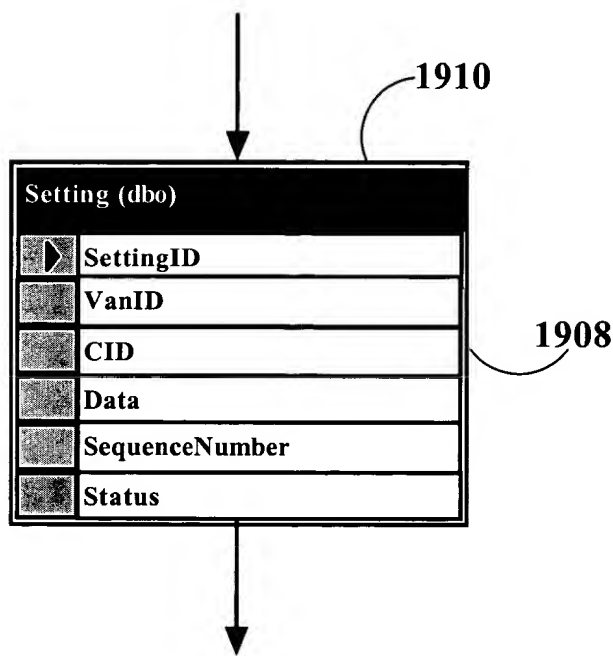 1910
Setting (dbo)
SettingID
VanID
CID
1908
Data
SequenceNumber
Status